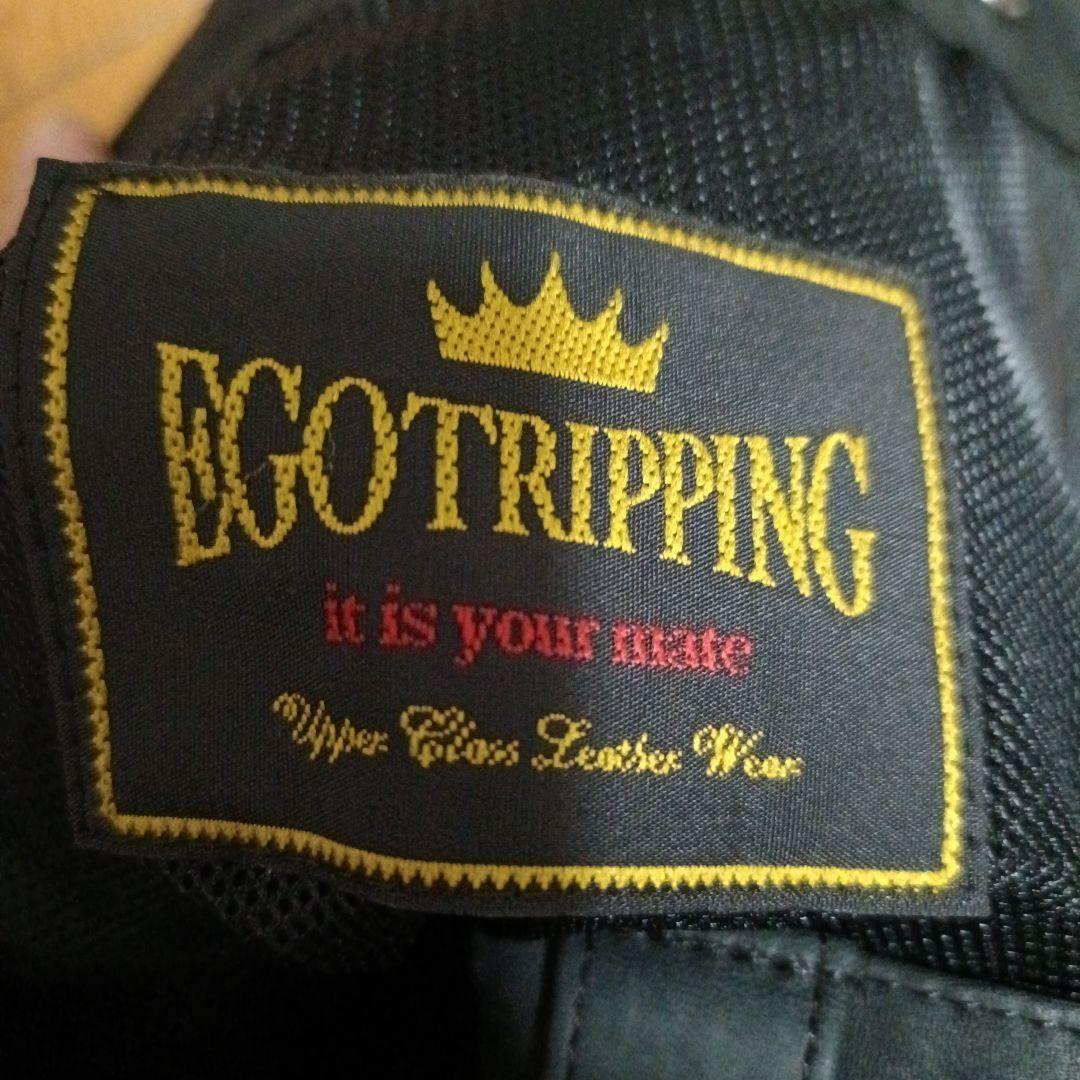 EGOTRIPPING
it is your mate
Upper Class Leather Wear